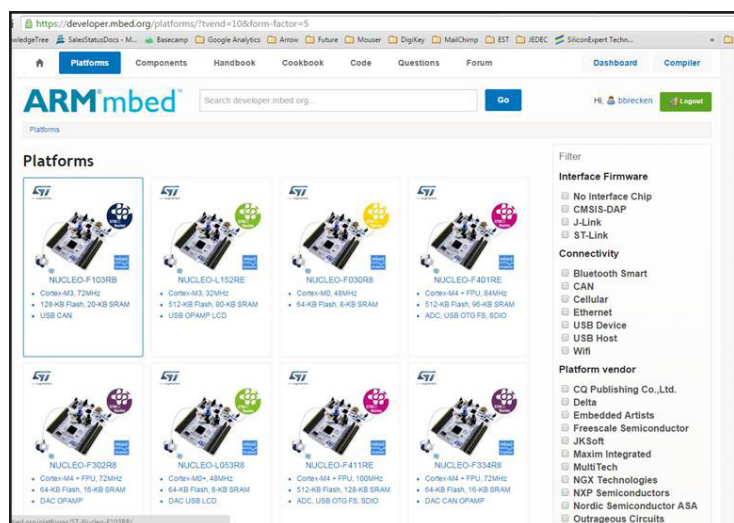 https://developer.mbed.org/platforms/?tvend=10&form-factor=5
owledgeTree SalesStatusDocs - M... Basecamp Google Analytics Arrow Future Mouser DigiKey MailChimp EST JEDEC SiliconExpert Techn... »
Platforms Components Handbook Cookbook Code Questions Forum Dashboard Compiler
ARM®mbed™
Search developer.mbed.org...
Go
Hi, bbrecken
Logout
Platforms
Platforms
NUCLEO-F103RB
Cortex-M3, 72MHz
128-KB Flash, 20-KB SRAM
USB CAN
NUCLEO-L152RE
Cortex-M3, 32MHz
512-KB Flash, 80-KB SRAM
USB OPAMP LCD
NUCLEO-F030R8
Cortex-M0, 48MHz
64-KB Flash, 8-KB SRAM
NUCLEO-F401RE
Cortex-M4 + FPU, 84MHz
512-KB Flash, 96-KB SRAM
ADC, USB OTG FS, SDIO
NUCLEO-F302R8
Cortex-M4 + FPU, 72MHz
64-KB Flash, 16-KB SRAM
DAC OPAMP
NUCLEO-L053R8
Cortex-M0+, 48MHz
64-KB Flash, 8-KB SRAM
DAC USB LCD
NUCLEO-F411RE
Cortex-M4 + FPU, 100MHz
512-KB Flash, 128-KB SRAM
ADC, USB OTG FS, SDIO
NUCLEO-F334R8
Cortex-M4 + FPU, 72MHz
64-KB Flash, 16-KB SRAM
DAC CAN OPAMP
Filter
Interface Firmware
No Interface Chip
CMSIS-DAP
J-Link
ST-Link
Connectivity
Bluetooth Smart
CAN
Cellular
Ethernet
USB Device
USB Host
Wifi
Platform vendor
CQ Publishing Co.,Ltd.
Delta
Embedded Artists
Freescale Semiconductor
JKSoft
Maxim Integrated
MultiTech
NGX Technologies
NXP Semiconductors
Nordic Semiconductor ASA
Outrageous Circuits